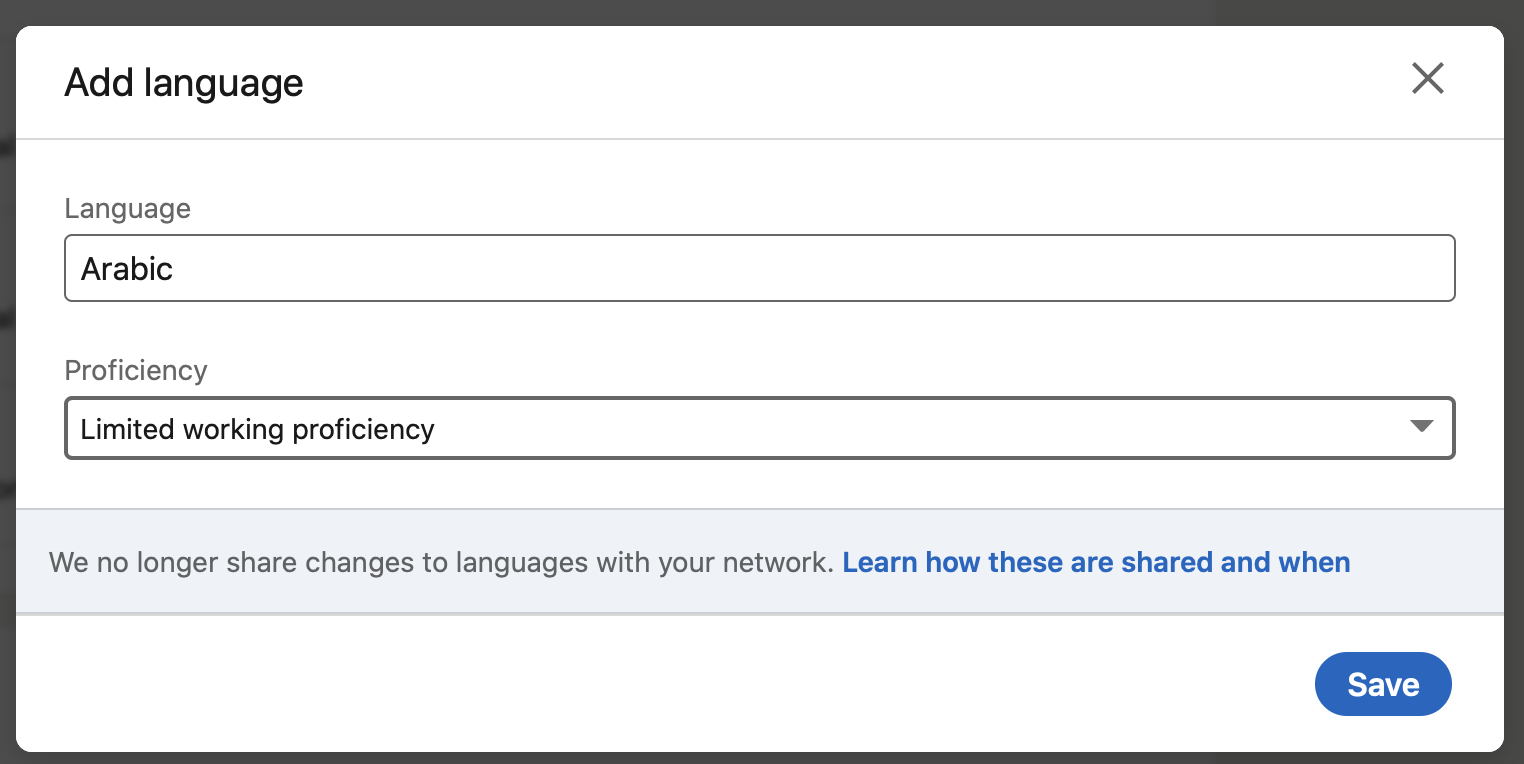 Add language
Language
Arabic
Proficiency
Limited working proficiency
We no longer share changes to languages with your network. Learn how these are shared and when
Save